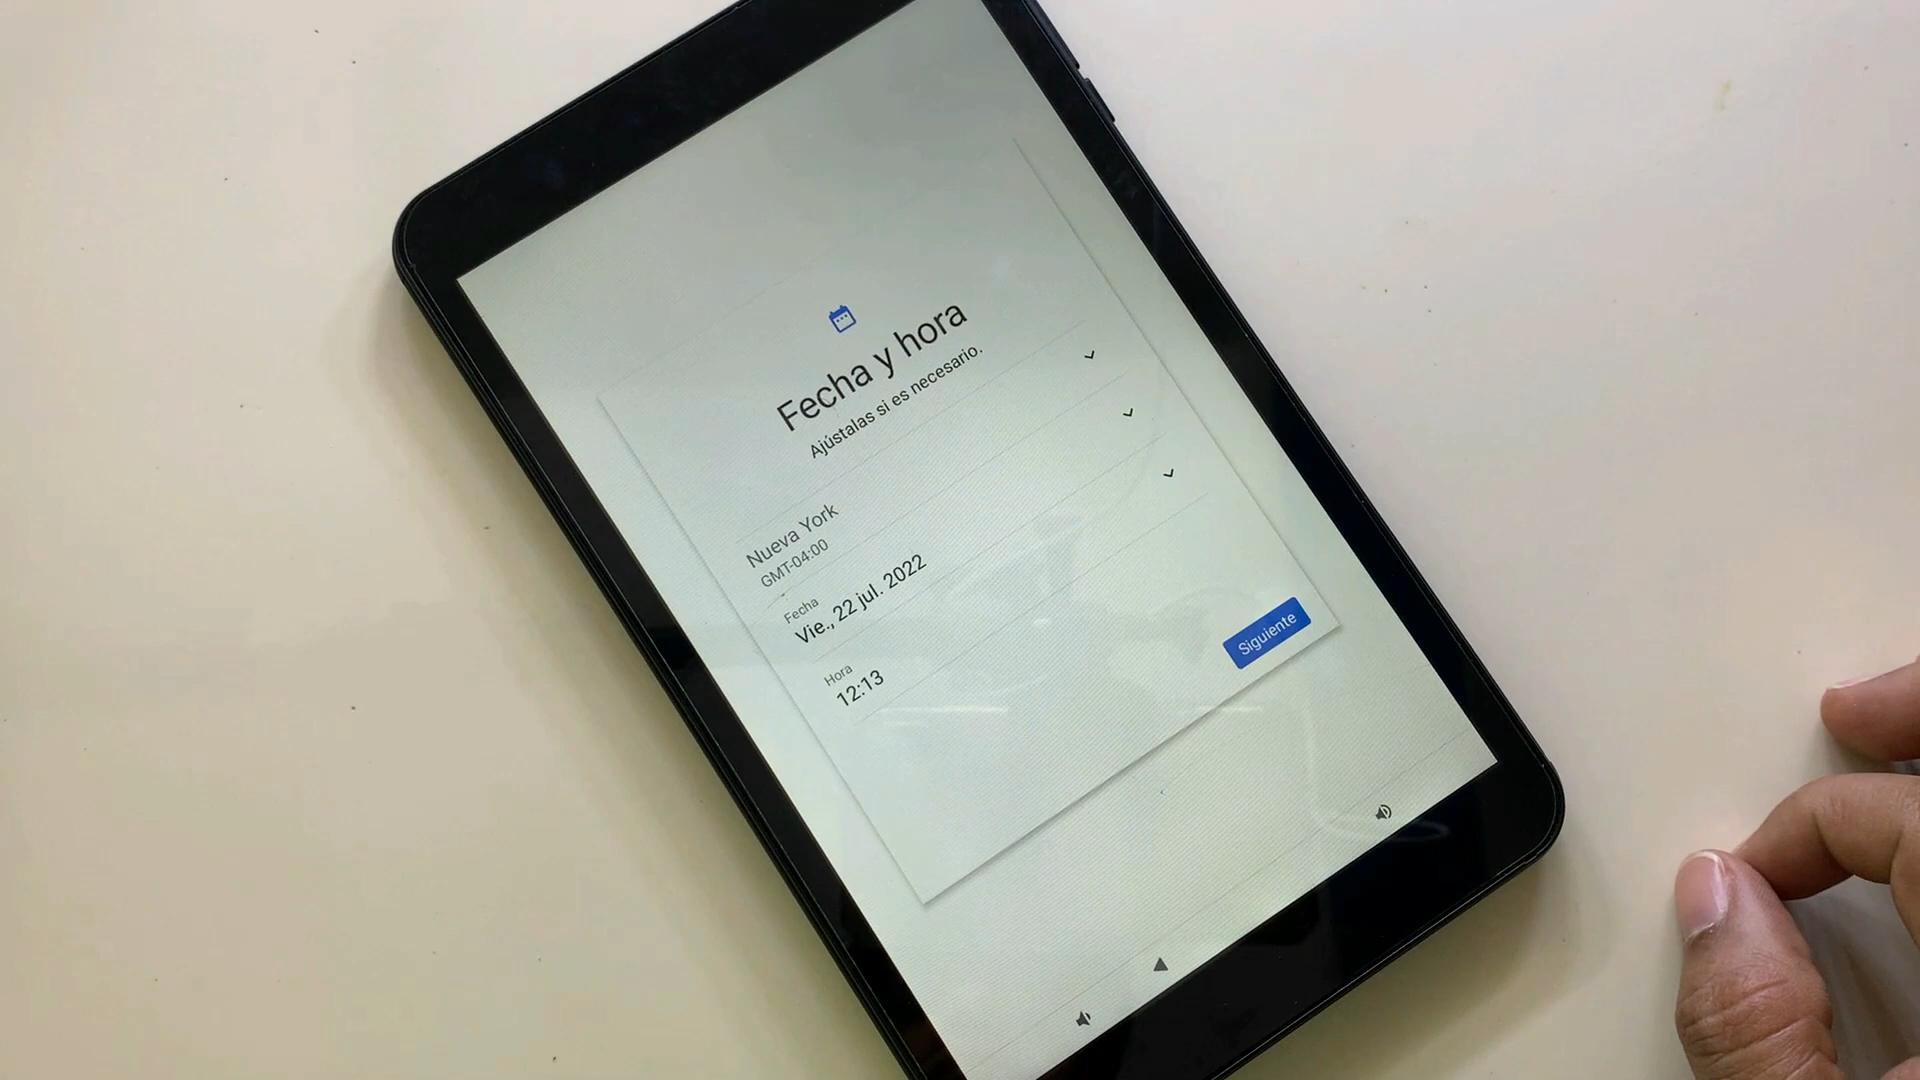 Fecha y hora
Ajústalas si es necesario.
Nueva York
GMT-04:00
Fecha
Vie., 22 jul. 2022
Hora
12:13
Siguiente